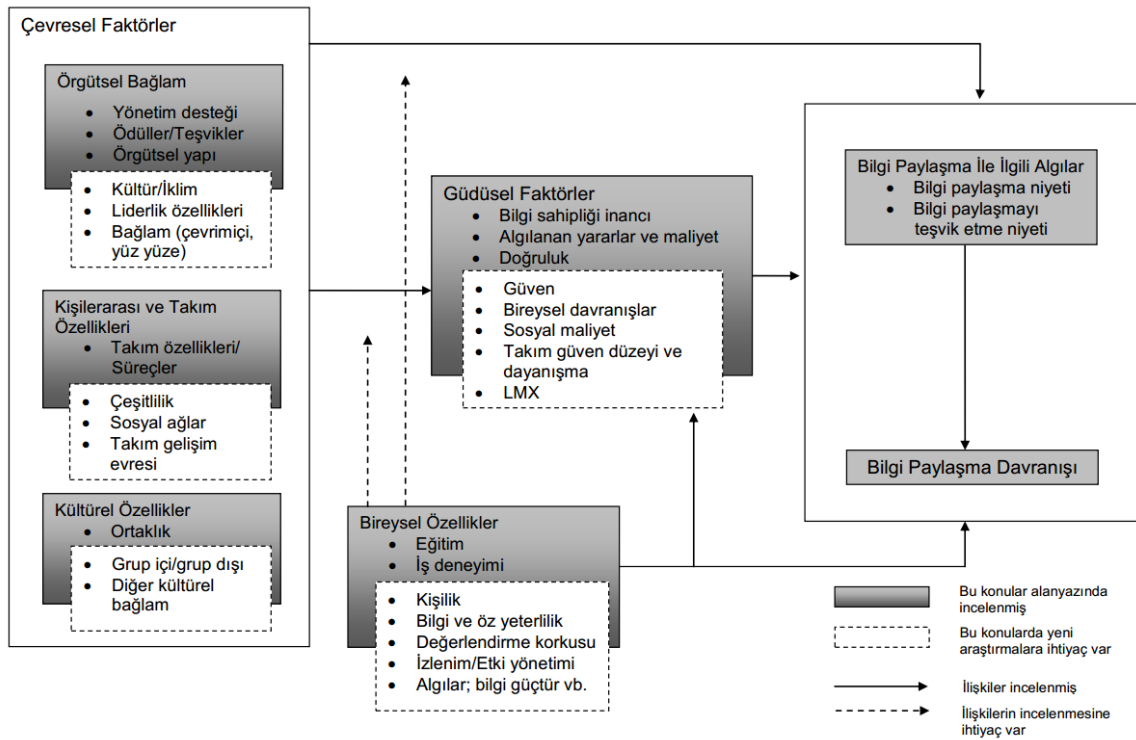 Çevresel Faktörler
Örgütsel Bağlam
• Yönetim desteği
• Ödüller/Teşvikler
• Örgütsel yapı
• Kültür/İklim
• Liderlik özellikleri
• Bağlam (çevrimiçi,
yüz yüze)
Kişilerarası ve Takım
Özellikleri
• Takım özellikleri/
Süreçler
• Çeşitlilik
• Sosyal ağlar
• Takım gelişim
evresi
Kültürel Özellikler
• Ortaklık
• Grup içi/grup dışı
• Diğer kültürel
bağlam
Güdüsel Faktörler
• Bilgi sahipliği inancı
• Algılanan yararlar ve maliyet
• Doğruluk
• Güven
• Bireysel davranışlar
• Sosyal maliyet
• Takım güven düzeyi ve
dayanışma
• LMX
Bireysel Özellikler
• Eğitim
• İş deneyimi
• Kişilik
• Bilgi ve öz yeterlilik
• Değerlendirme korkusu
• İzlenim/Etki yönetimi
• Algılar; bilgi güçtür vb.
Bilgi Paylaşma İle İlgili Algılar
• Bilgi paylaşma niyeti
• Bilgi paylaşmayı
teşvik etme niyeti
Bilgi Paylaşma Davranışı
Bu konular alanyazında
incelenmiş
Bu konularda yeni
araştırmalara ihtiyaç var
İlişkiler incelenmiş
İlişkilerin incelenmesine
ihtiyaç var